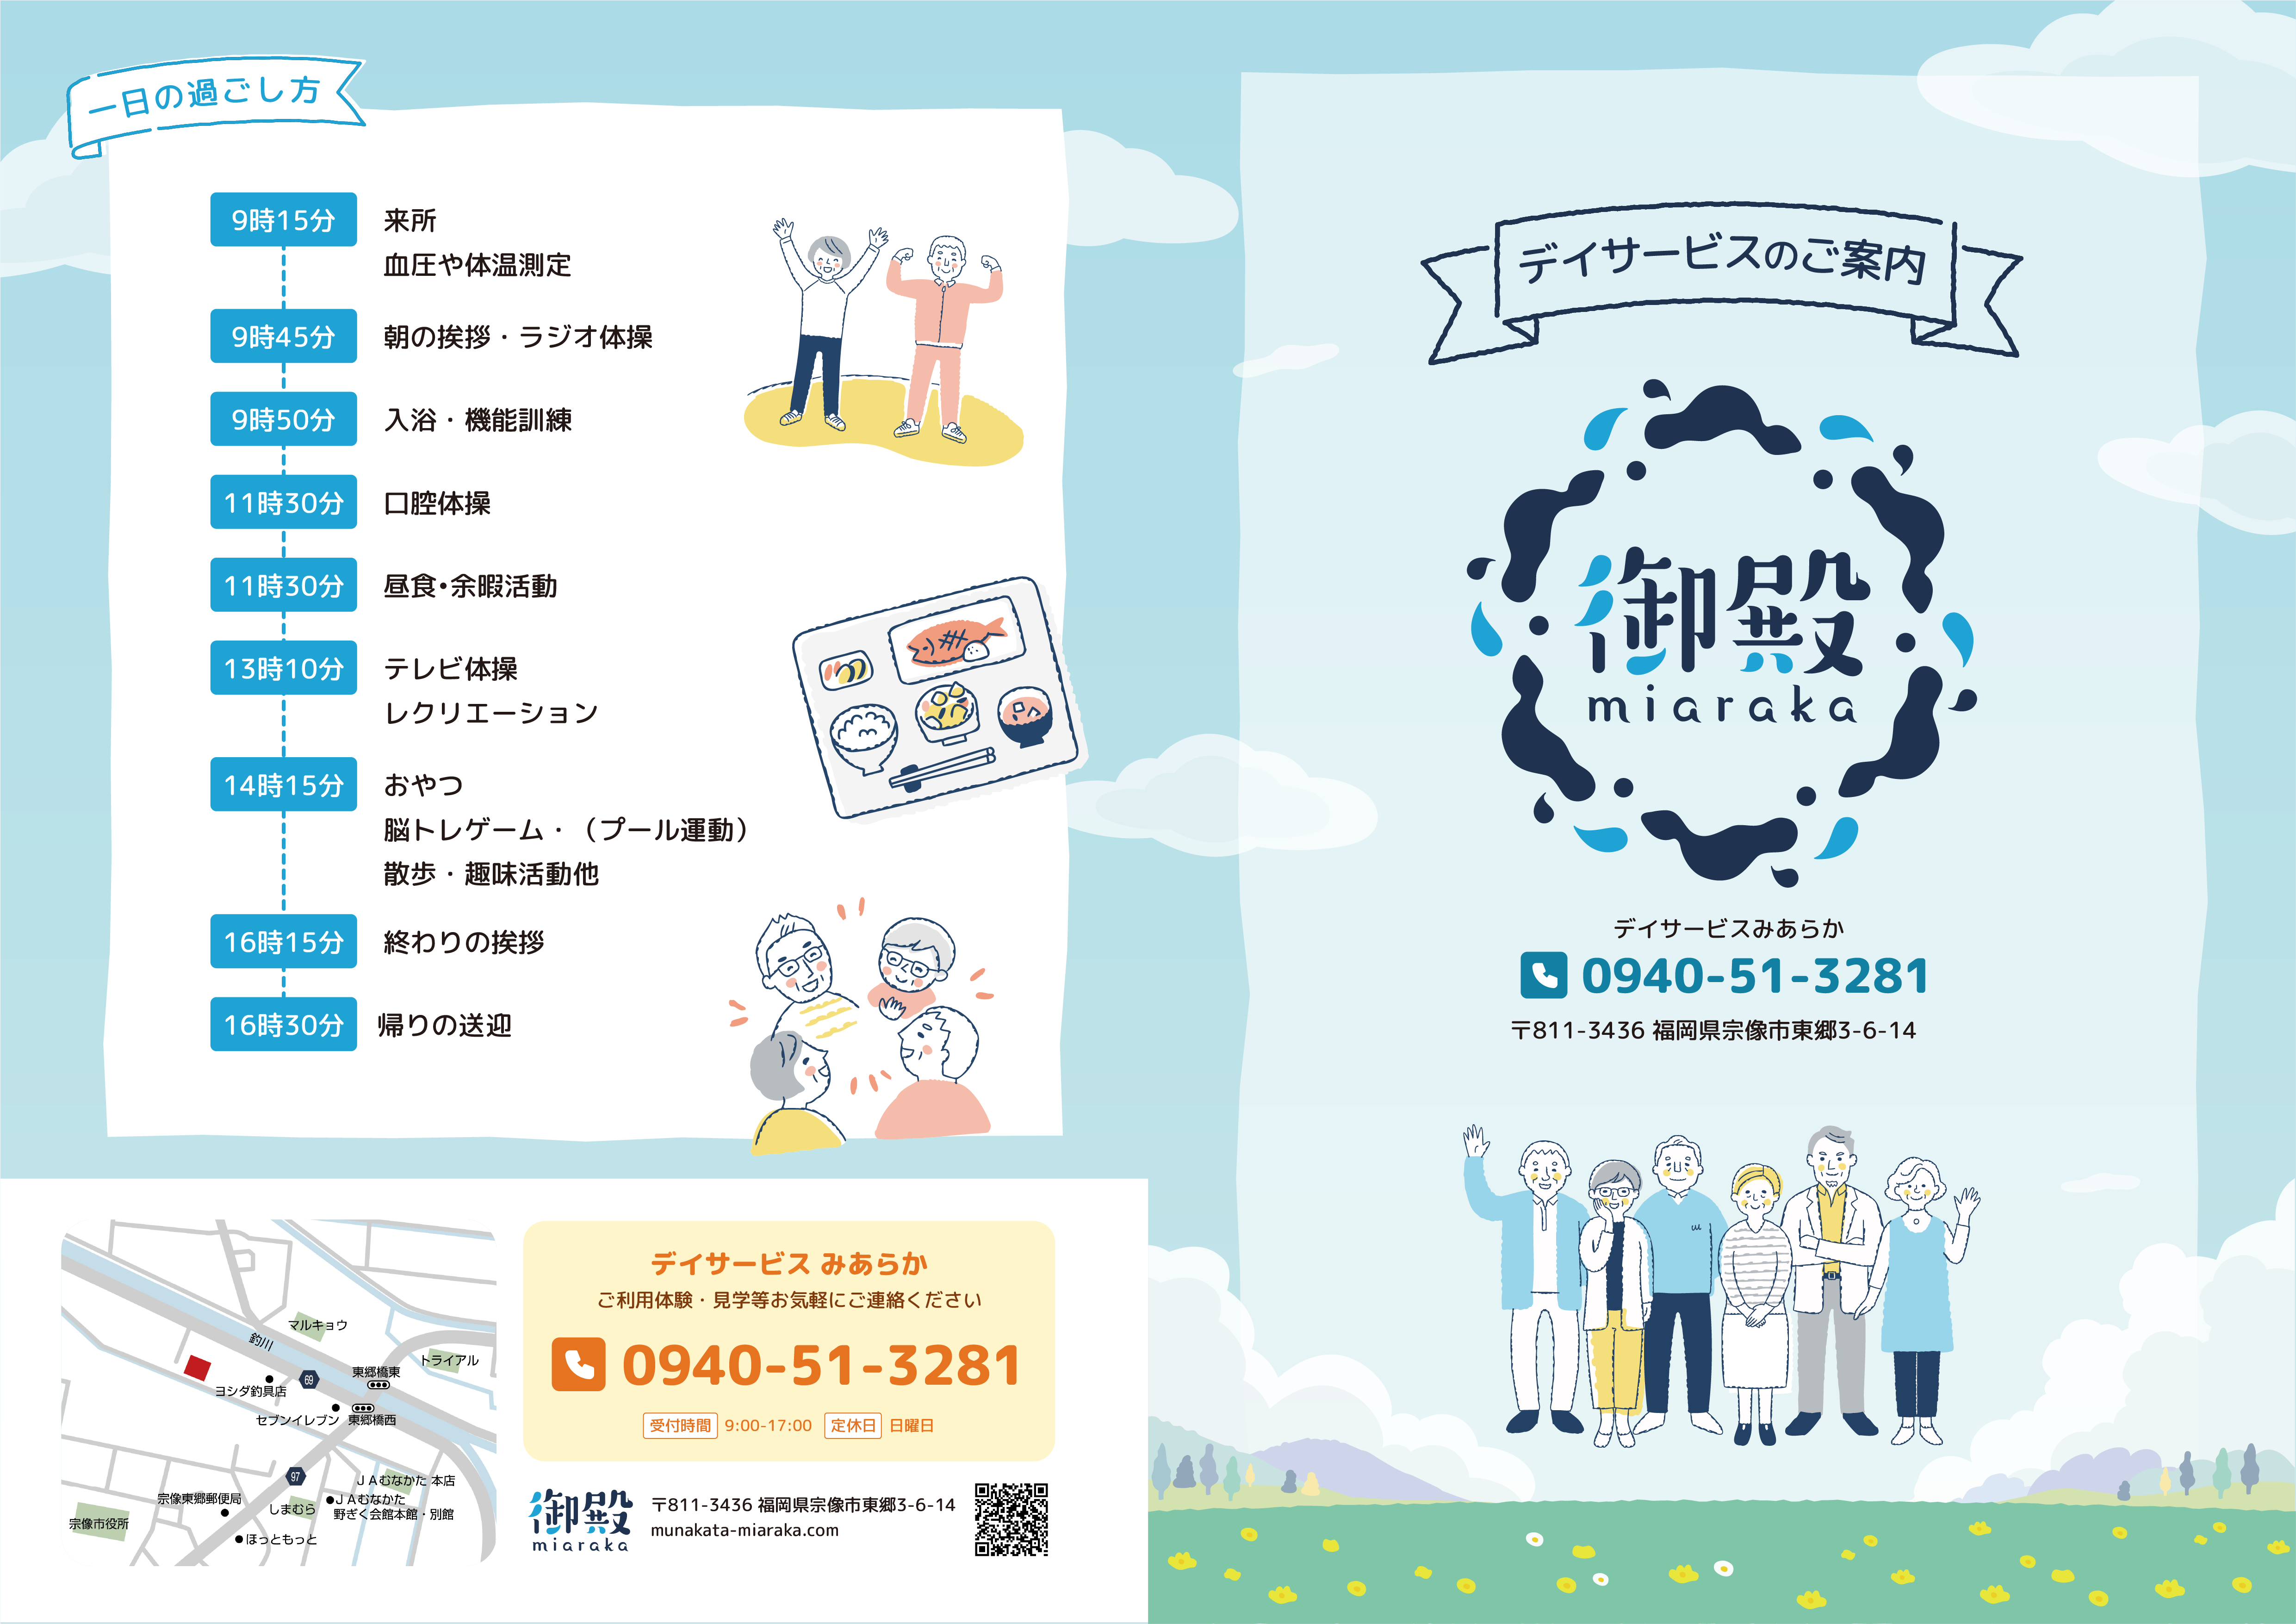 一日の過ごし方
9時15分 来所
血圧や体温測定
9時45分 朝の挨拶・ラジオ体操
9時50分 入浴・機能訓練
11時30分 口腔体操
11時30分 昼食・余暇活動
13時10分 テレビ体操
レクリエーション
14時15分 おやつ
脳トレゲーム・（プール運動）
散歩・趣味活動他
16時15分 終わりの挨拶
16時30分 帰りの送迎
マルキョウ
釣川
トライアル
東郷橋東
69
ヨシダ釣具店
セブンイレブン
東郷橋西
97
ＪＡむなかた 本店
宗像東郷郵便局
しまむら
ＪＡむなかた
野ぎく会館本館・別館
宗像市役所
ほっともっと
デイサービス みあらか
ご利用体験・見学等お気軽にご連絡ください
0940-51-3281
受付時間 9:00-17:00 定休日 日曜日
御殿
miaraka
〒811-3436 福岡県宗像市東郷3-6-14
munakata-miaraka.com
デイサービスのご案内
御殿
miaraka
デイサービスみあらか
0940-51-3281
〒811-3436 福岡県宗像市東郷3-6-14